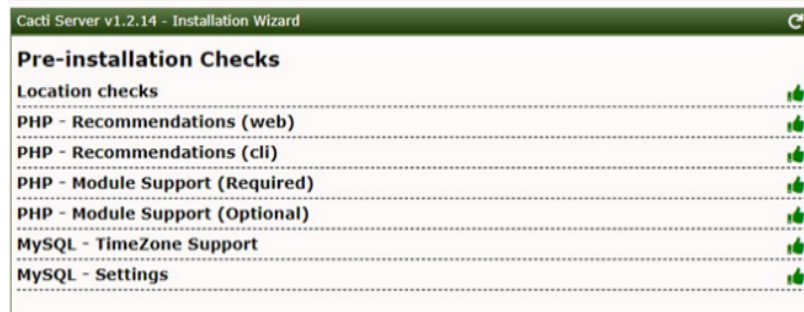 Cacti Server v1.2.14 - Installation Wizard
Pre-installation Checks
Location checks
PHP - Recommendations (web)
PHP - Recommendations (cli)
PHP - Module Support (Required)
PHP - Module Support (Optional)
MySQL - TimeZone Support
MySQL - Settings